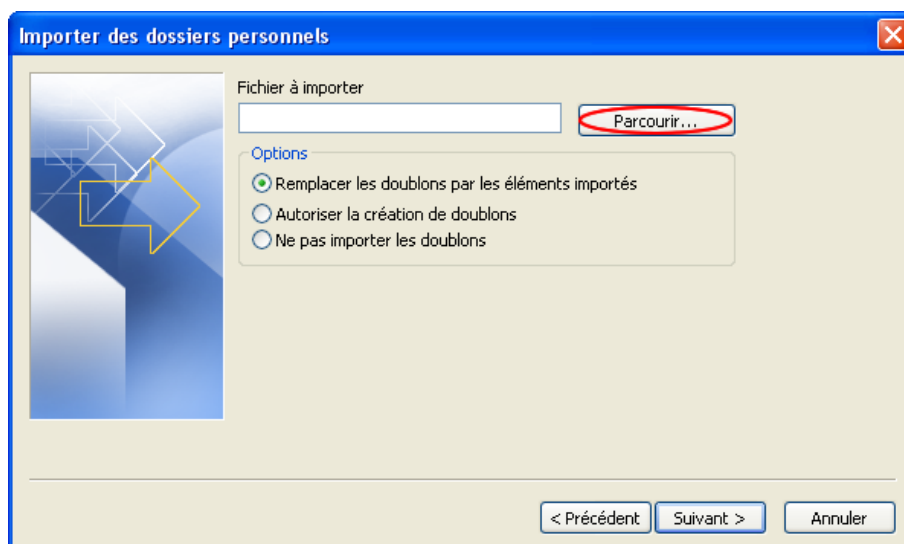 Importer des dossiers personnels
Fichier à importer
Parcourir...
Options
Remplacer les doublons par les éléments importés
Autoriser la création de doublons
Ne pas importer les doublons
< Précédent
Suivant >
Annuler